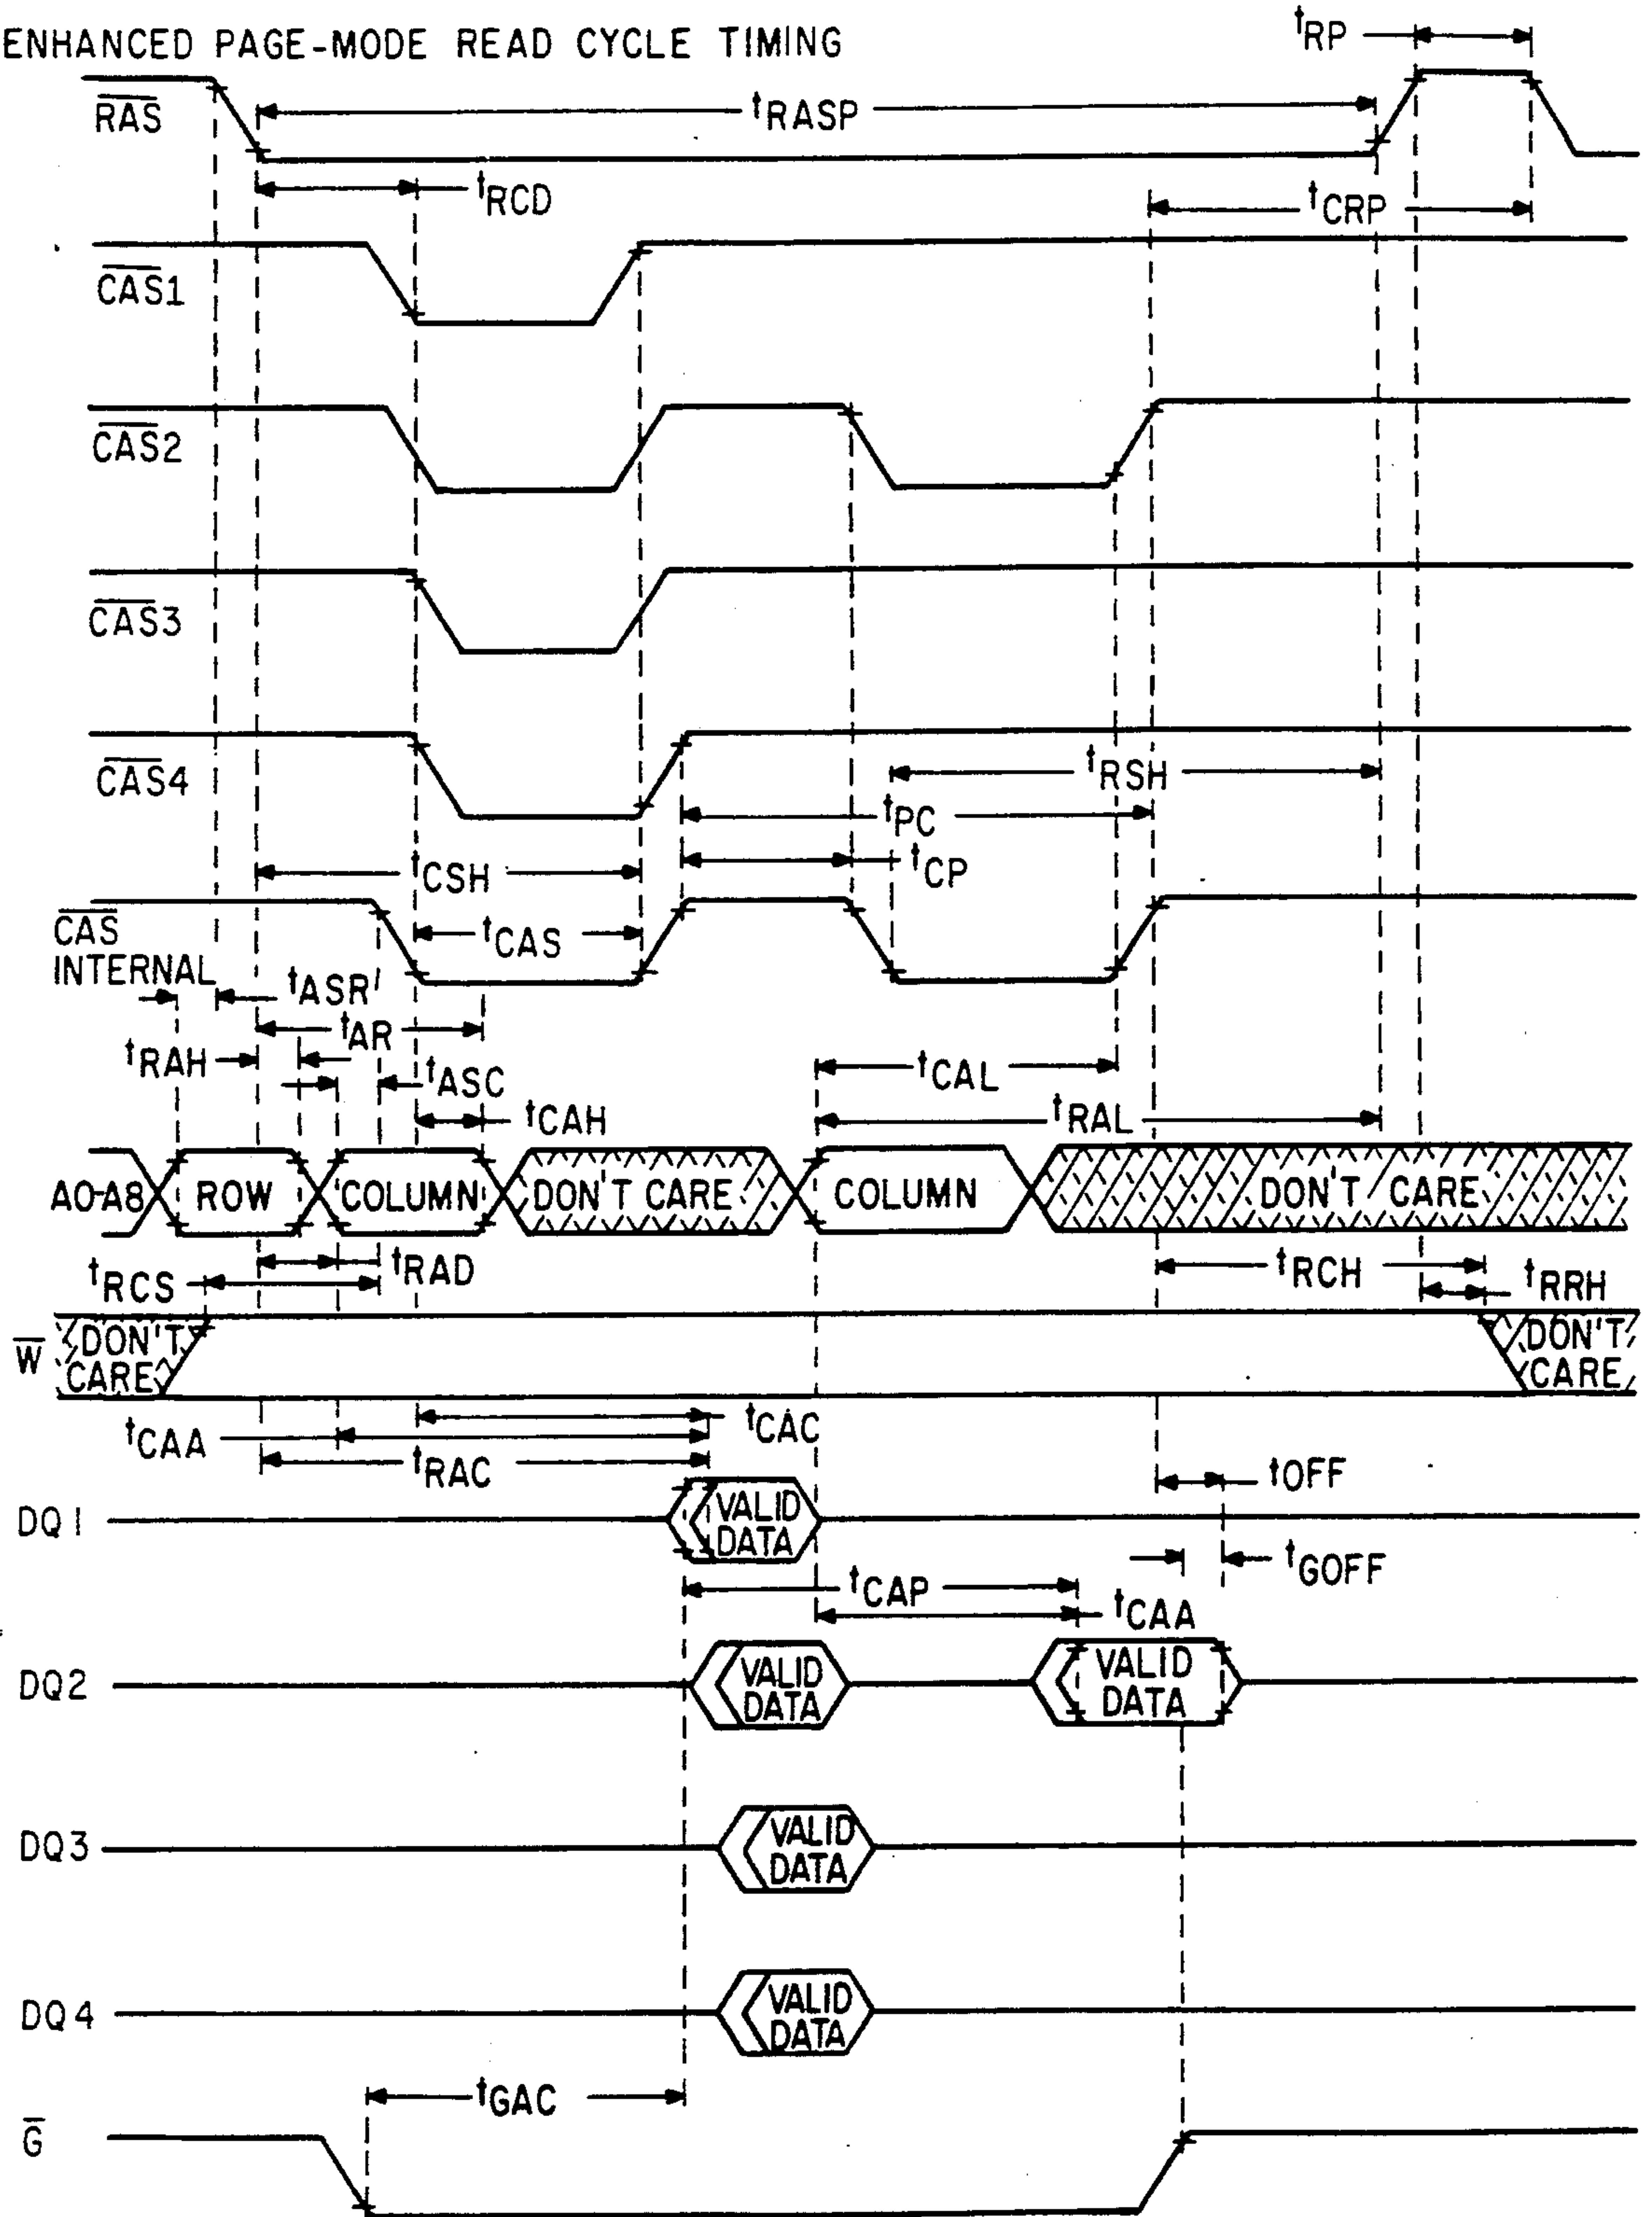 ENHANCED PAGE-MODE READ CYCLE TIMING
tRP
RAS
tRASP
tRCD
tCRP
CAS1
CAS2
CAS3
CAS4
tRSH
tPC
tCSH
tCP
CAS
INTERNAL
tCAS
tASR'
tAR
tRAH
tASC
tCAL
tCAH
tRAL
A0-A8
ROW
COLUMN
DON'T CARE
COLUMN
DON'T CARE
tRCS
tRAD
tRCH
tRRH
W
DON'T
CARE
DON'T
CARE
tCAA
tCAC
tRAC
tOFF
DQ1
VALID
DATA
tGOFF
tCAP
tCAA
DQ2
VALID
DATA
VALID
DATA
DQ3
VALID
DATA
DQ4
VALID
DATA
tGAC
G